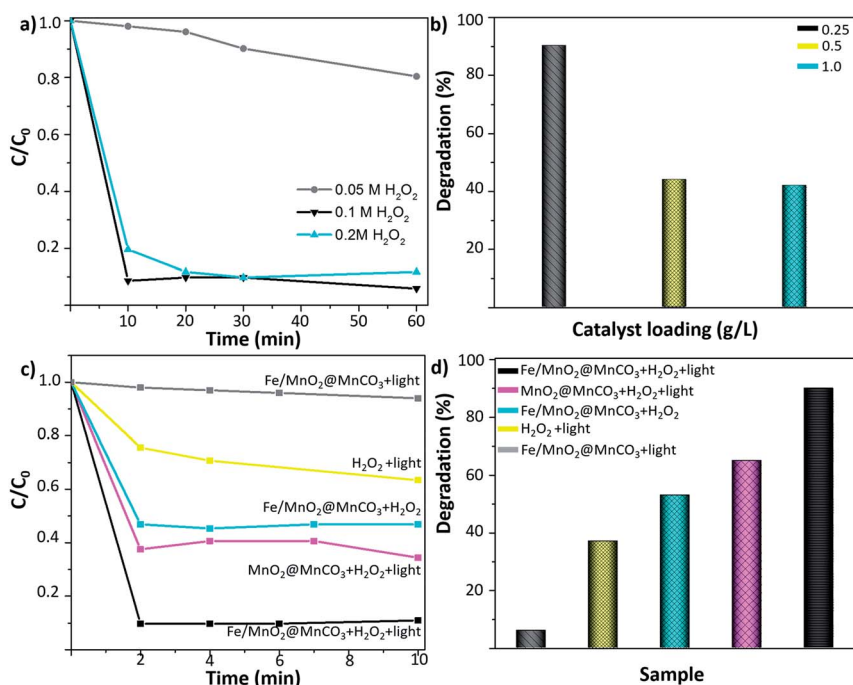 a)
1.0
0.8
0.6
0.4
0.2
C/C₀
0.05 M H₂O₂
0.1 M H₂O₂
0.2M H₂O₂
10 20 30 40 50 60
Time (min)
b)
100
80
60
40
20
Degradation (%)
0.25
0.5
1.0
Catalyst loading (g/L)
c)
1.0
0.8
0.6
0.4
0.2
C/C₀
Fe/MnO₂@MnCO₃+light
H₂O₂ +light
Fe/MnO₂@MnCO₃+H₂O₂
MnO₂@MnCO₃+H₂O₂+light
Fe/MnO₂@MnCO₃+H₂O₂+light
2 4 6 8 10
Time (min)
d)
100
80
60
40
20
Degradation (%)
Fe/MnO₂@MnCO₃+H₂O₂+light
MnO₂@MnCO₃+H₂O₂+light
Fe/MnO₂@MnCO₃+H₂O₂
H₂O₂ +light
Fe/MnO₂@MnCO₃+light
Sample